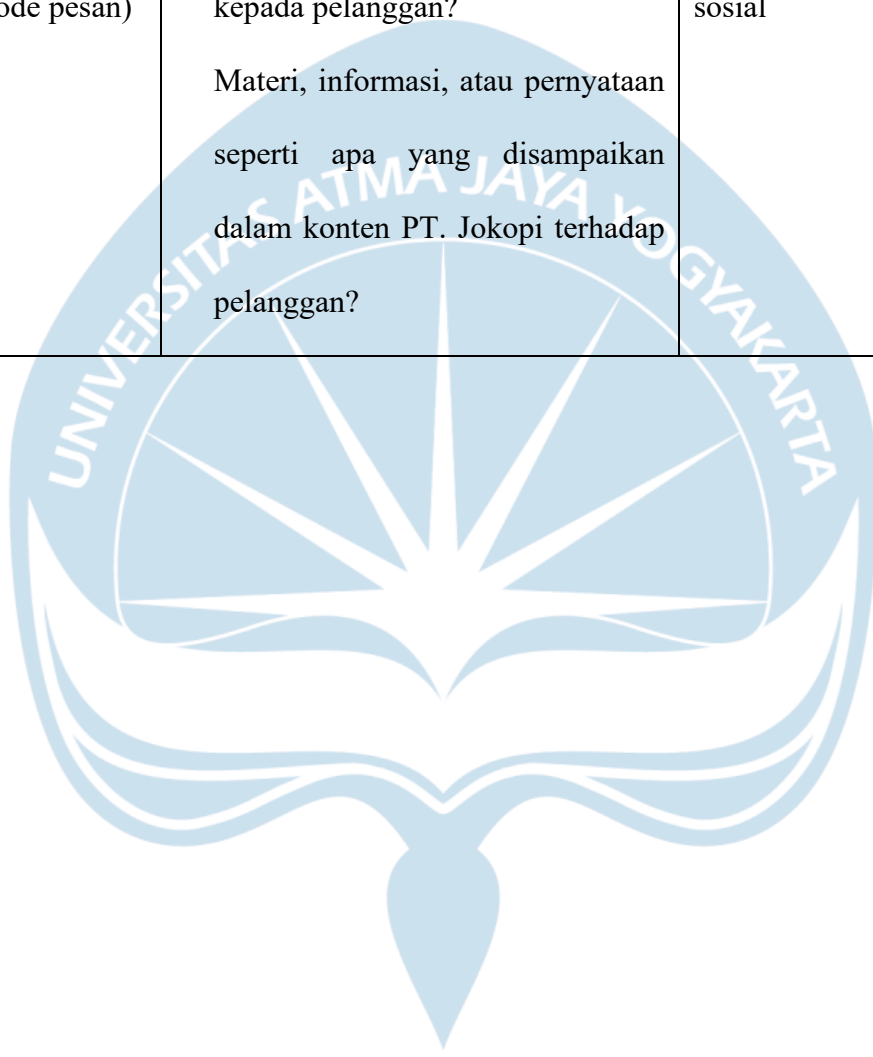 ode pesan)
kepada pelanggan?
sosial
Materi, informasi, atau pernyataan
seperti apa yang disampaikan
dalam konten PT. Jokopi terhadap
pelanggan?
UNIVERSITAS ATMA JAYA YOGYAKARTA